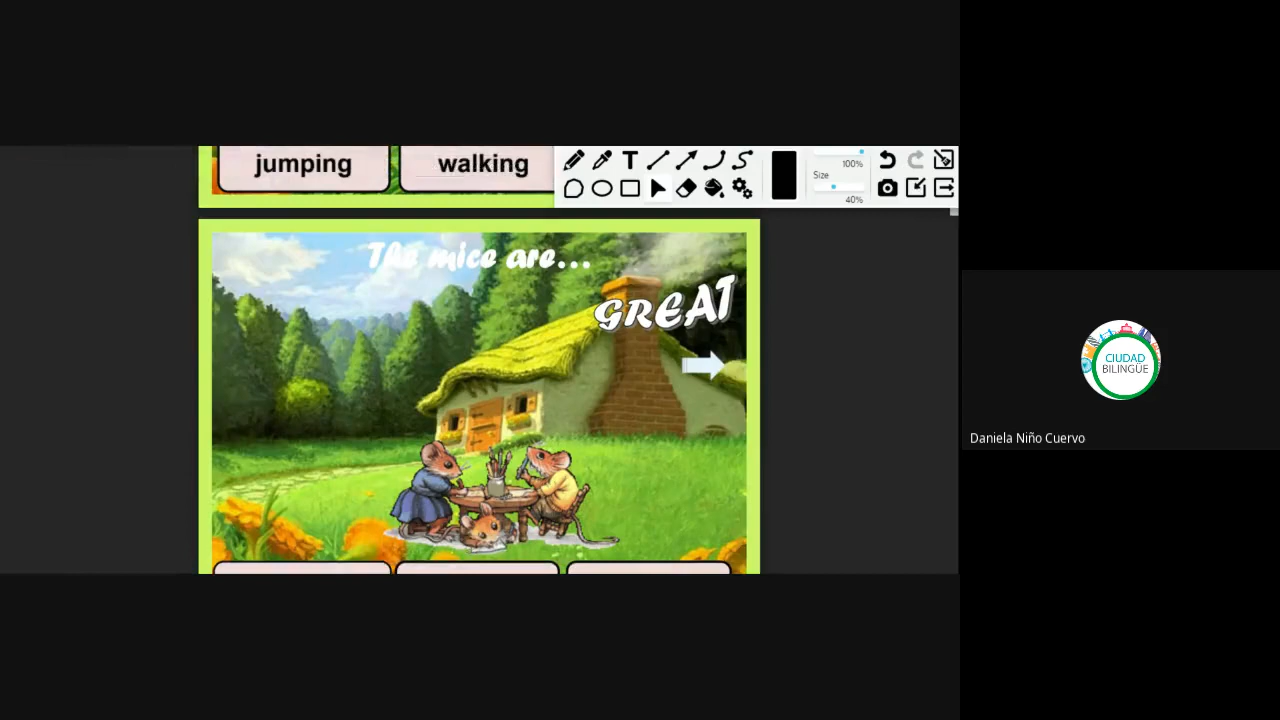 jumping
walking
T
100%
Size
40%
The mice are...
GREAT
CIUDAD
BILINGÜE
Daniela Niño Cuervo